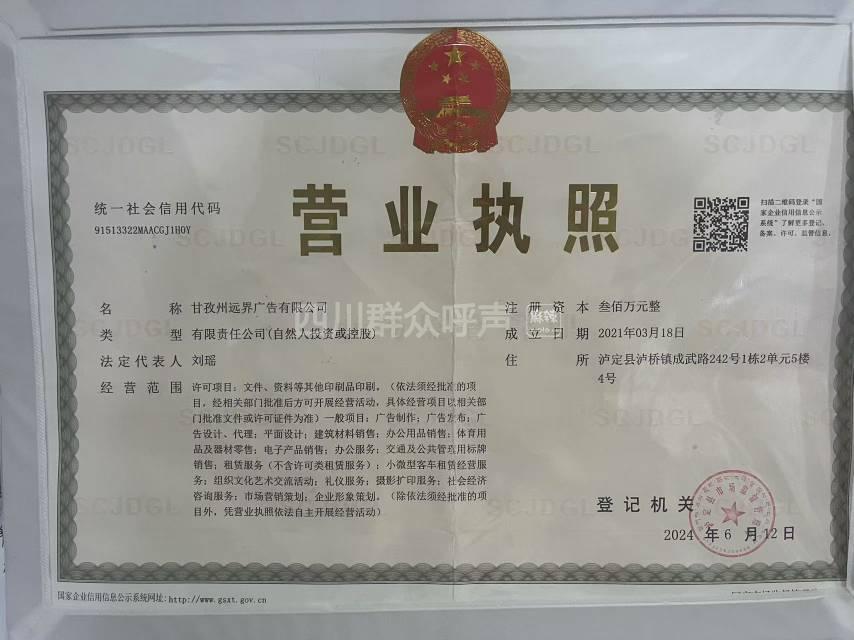 营业执照
统一社会信用代码
91513322MAACGJ1H0Y
扫描二维码登录“国
家企业信用信息公示
系统”了解更多登记、
备案、许可、监管信息。
名 称 甘孜州远界广告有限公司
类 型 有限责任公司(自然人投资或控股)
法定代表人 刘瑶
经营范围 许可项目：文件、资料等其他印刷品印刷。（依法须经批准的项
目，经相关部门批准后方可开展经营活动，具体经营项目以相关部
门批准文件或许可证件为准）一般项目：广告制作；广告发布；广
告设计、代理；平面设计；建筑材料销售；办公用品销售；体育用
品及器材零售；电子产品销售；办公服务；交通及公共管理用标牌
销售；租赁服务（不含许可类租赁服务）；小微型客车租赁经营服
务；组织文化艺术交流活动；礼仪服务；摄影扩印服务；社会经济
咨询服务；市场营销策划；企业形象策划。（除依法须经批准的项
目外，凭营业执照依法自主开展经营活动）
注册资本 叁佰万元整
成立日期 2021年03月18日
住 所 泸定县泸桥镇成武路242号1栋2单元5楼
4号
登记机关
2024 年 6 月 12 日
国家企业信用信息公示系统网址:http://www.gsxt.gov.cn
四川群众呼声
麻辣
SCJDGL